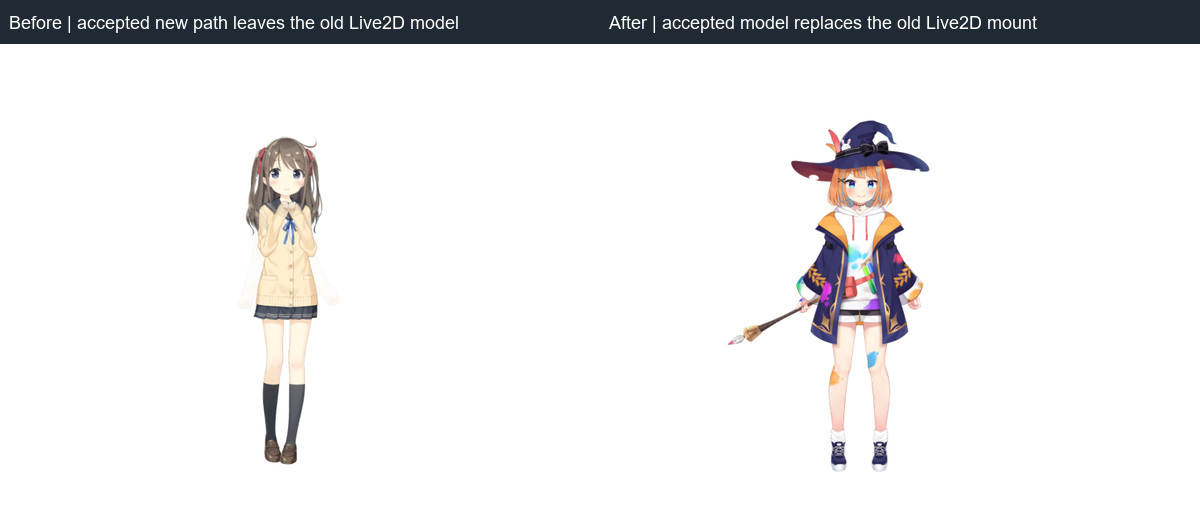 Before | accepted new path leaves the old Live2D model
After | accepted model replaces the old Live2D mount